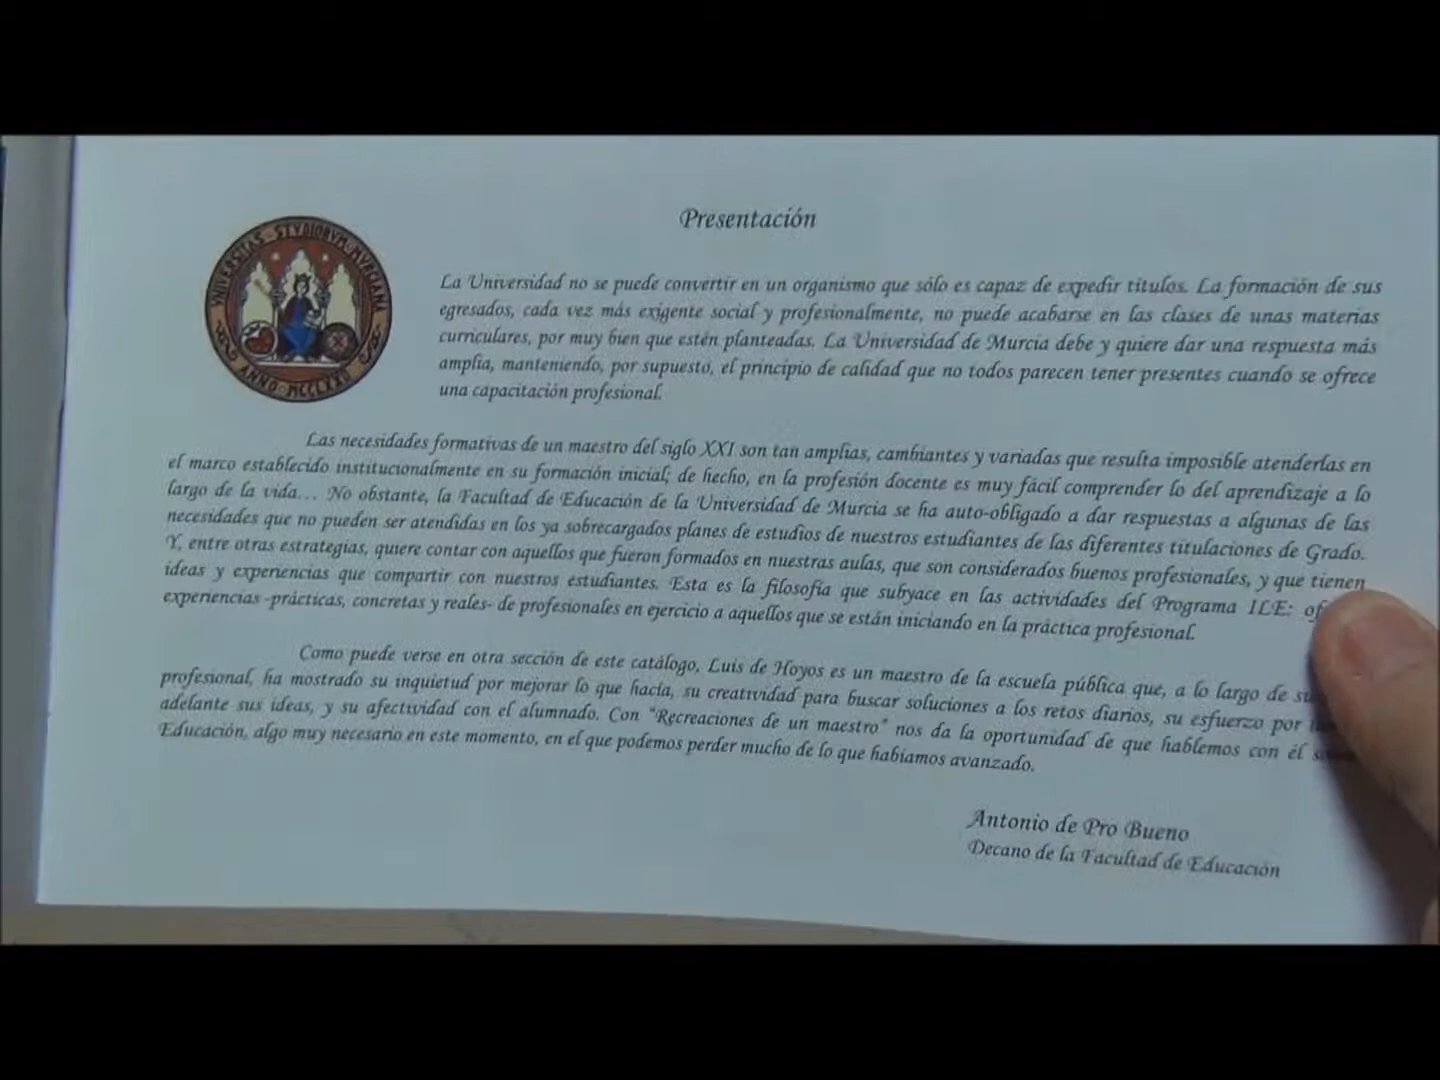 UNIVERSITAS STVDIORVM MVRCIANA
ANNO MCCLXXII
Presentación
La Universidad no se puede convertir en un organismo que sólo es capaz de expedir títulos. La formación de sus
egresados, cada vez más exigente social y profesionalmente, no puede acabarse en las clases de unas materias
curriculares, por muy bien que estén planteadas. La Universidad de Murcia debe y quiere dar una respuesta más
amplia, manteniendo, por supuesto, el principio de calidad que no todos parecen tener presentes cuando se ofrece
una capacitación profesional.
Las necesidades formativas de un maestro del siglo XXI son tan amplias, cambiantes y variadas que resulta imposible atenderlas en
el marco establecido institucionalmente en su formación inicial; de hecho, en la profesión docente es muy fácil comprender lo del aprendizaje a lo
largo de la vida... No obstante, la Facultad de Educación de la Universidad de Murcia se ha auto-obligado a dar respuestas a algunas de las
necesidades que no pueden ser atendidas en los ya sobrecargados planes de estudios de nuestros estudiantes de las diferentes titulaciones de Grado.
Y, entre otras estrategias, quiere contar con aquellos que fueron formados en nuestras aulas, que son considerados buenos profesionales, y que tienen
ideas y experiencias que compartir con nuestros estudiantes. Esta es la filosofía que subyace en las actividades del Programa ILE:
experiencias -prácticas, concretas y reales- de profesionales en ejercicio a aquellos que se están iniciando en la práctica profesional.
Como puede verse en otra sección de este catálogo, Luis de Hoyos es un maestro de la escuela pública que, a lo largo de
profesional, ha mostrado su inquietud por mejorar lo que hacía, su creatividad para buscar soluciones a los retos diarios, su esfuerzo por
adelante sus ideas, y su afectividad con el alumnado. Con "Recreaciones de un maestro" nos da la oportunidad de que hablemos con él
Educación, algo muy necesario en este momento, en el que podemos perder mucho de lo que habíamos avanzado.
Antonio de Pro Bueno
Decano de la Facultad de Educación